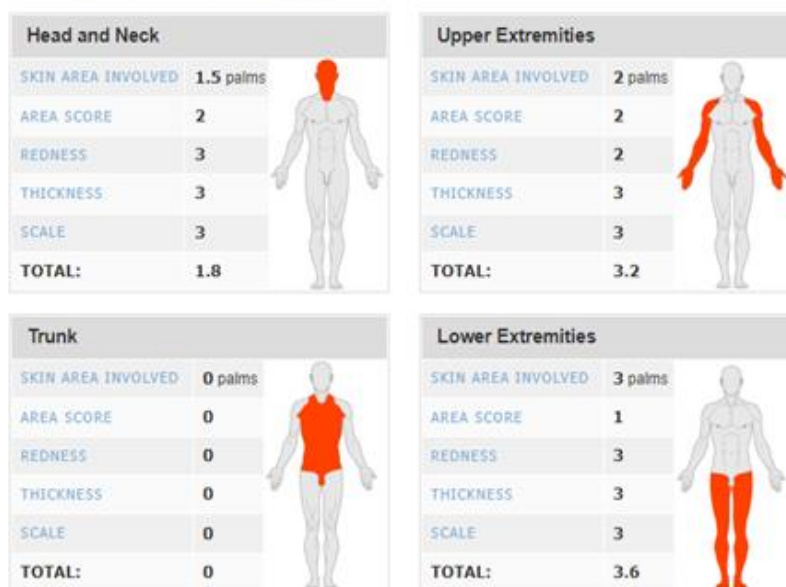 Head and Neck
SKIN AREA INVOLVED 1.5 palms
AREA SCORE 2
REDNESS 3
THICKNESS 3
SCALE 3
TOTAL: 1.8
Upper Extremities
SKIN AREA INVOLVED 2 palms
AREA SCORE 2
REDNESS 2
THICKNESS 3
SCALE 3
TOTAL: 3.2
Trunk
SKIN AREA INVOLVED 0 palms
AREA SCORE 0
REDNESS 0
THICKNESS 0
SCALE 0
TOTAL: 0
Lower Extremities
SKIN AREA INVOLVED 3 palms
AREA SCORE 1
REDNESS 3
THICKNESS 3
SCALE 3
TOTAL: 3.6